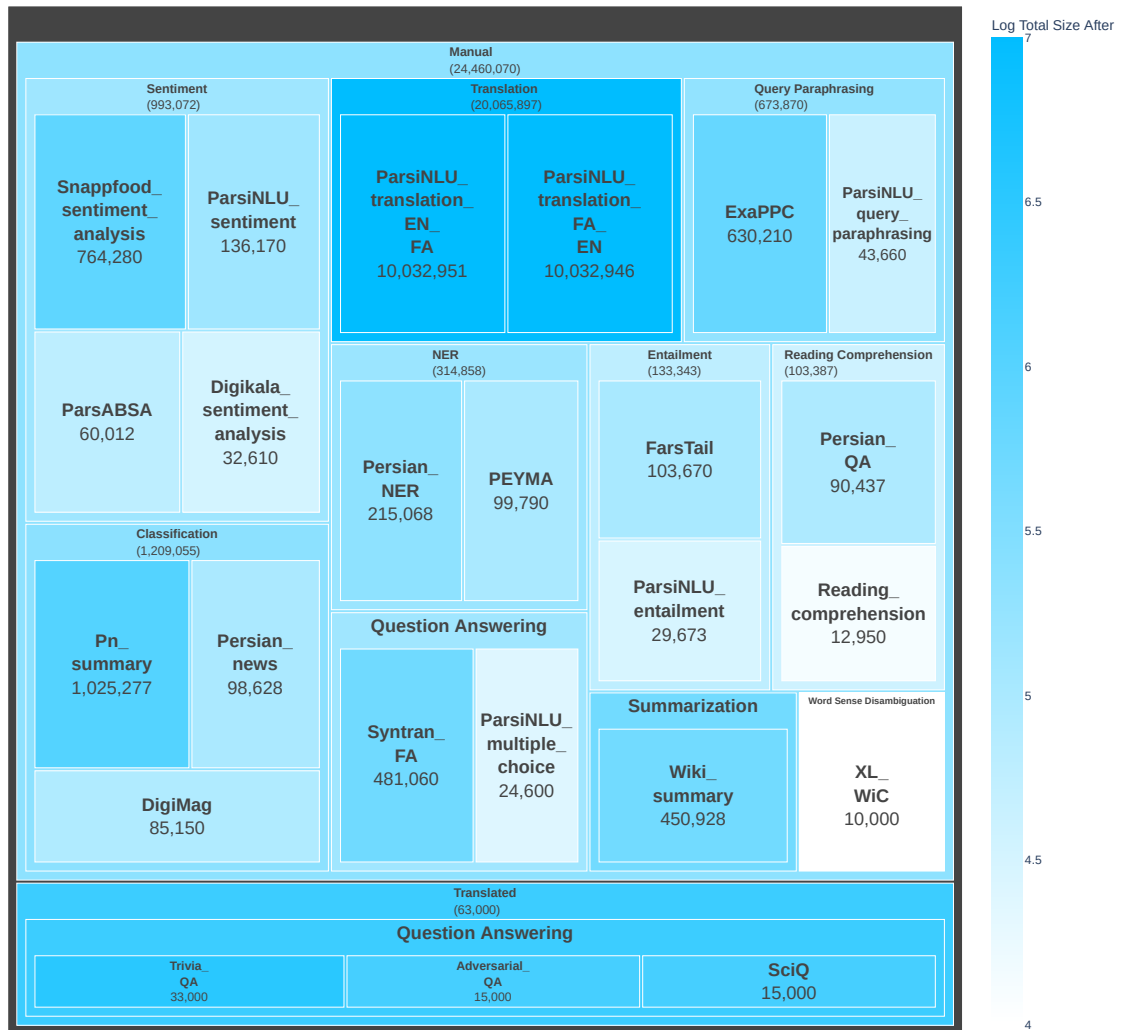 Log Total Size After
7
6.5
6
5.5
5
4.5
4
Manual
(24,460,070)
Sentiment
(993,072)
Snappfood_
sentiment_
analysis
764,280
ParsiNLU_
sentiment
136,170
ParsABSA
60,012
Digikala_
sentiment_
analysis
32,610
Translation
(20,065,897)
ParsiNLU_
translation_
EN_
FA
10,032,951
ParsiNLU_
translation_
FA_
EN
10,032,946
Query Paraphrasing
(673,870)
ExaPPC
630,210
ParsiNLU_
query_
paraphrasing
43,660
NER
(314,858)
Persian_
NER
215,068
PEYMA
99,790
Entailment
(133,343)
FarsTail
103,670
ParsiNLU_
entailment
29,673
Reading Comprehension
(103,387)
Persian_
QA
90,437
Reading_
comprehension
12,950
Classification
(1,209,055)
Pn_
summary
1,025,277
Persian_
news
98,628
DigiMag
85,150
Question Answering
Syntran_
FA
481,060
ParsiNLU_
multiple_
choice
24,600
Summarization
Wiki_
summary
450,928
Word Sense Disambiguation
XL_
WiC
10,000
Translated
(63,000)
Question Answering
Trivia_
QA
33,000
Adversarial_
QA
15,000
SciQ
15,000